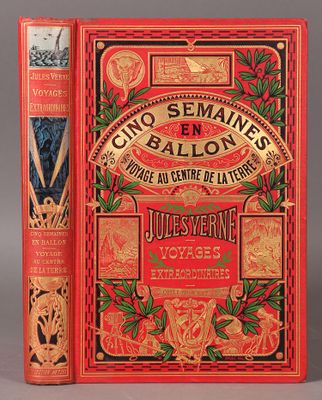 JULES VERNE
VOYAGES
EXTRAORDINAIRES
CINQ SEMAINES
EN BALLON
VOYAGE
AU CENTRE
DE LA TERRE
CINQ SEMAINES
EN
BALLON
VOYAGE AU CENTRE DE LA TERRE
JULES VERNE
VOYAGES
EXTRAORDINAIRES